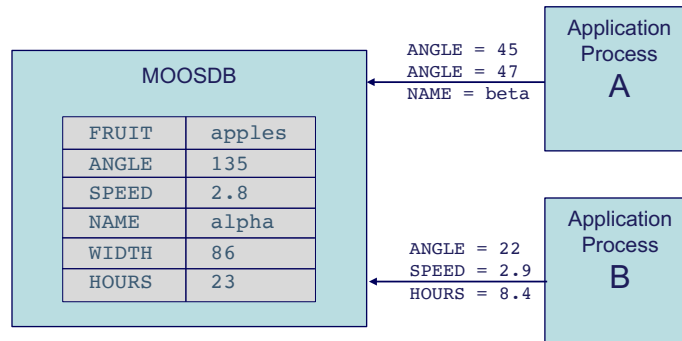 MOOSDB
FRUIT apples
ANGLE 135
SPEED 2.8
NAME alpha
WIDTH 86
HOURS 23
ANGLE = 45
ANGLE = 47
NAME = beta
Application
Process
A
ANGLE = 22
SPEED = 2.9
HOURS = 8.4
Application
Process
B